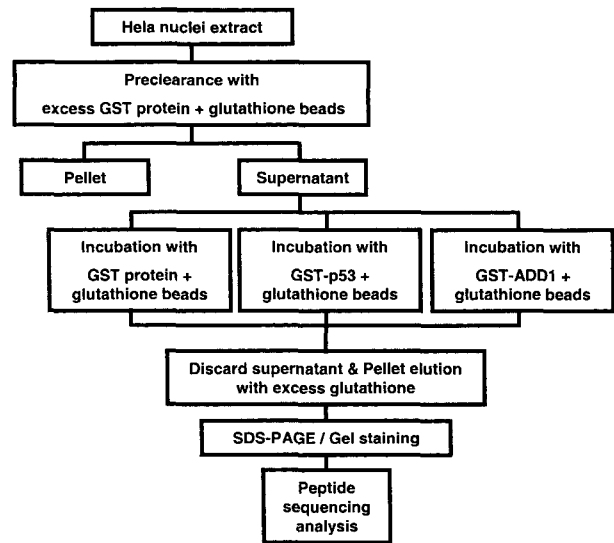 Hela nuclei extract
Preclearance with
excess GST protein + glutathione beads
Pellet
Supernatant
Incubation with
GST protein +
glutathione beads
Incubation with
GST-p53 +
glutathione beads
Incubation with
GST-ADD1 +
glutathione beads
Discard supernatant & Pellet elution
with excess glutathione
SDS-PAGE / Gel staining
Peptide
sequencing
analysis